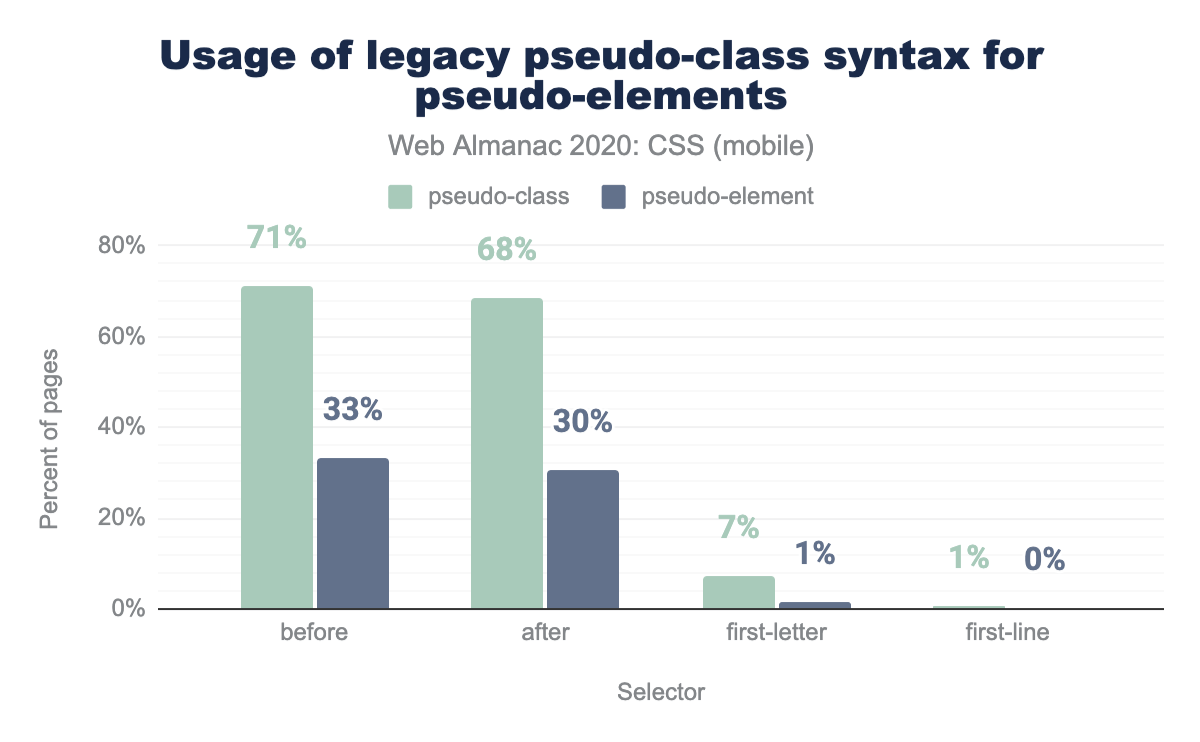 Usage of legacy pseudo-class syntax for
pseudo-elements
Web Almanac 2020: CSS (mobile)
pseudo-class pseudo-element
Percent of pages
80%
60%
40%
20%
0%
71%
33%
68%
30%
7%
1%
1%
0%
before after first-letter first-line
Selector